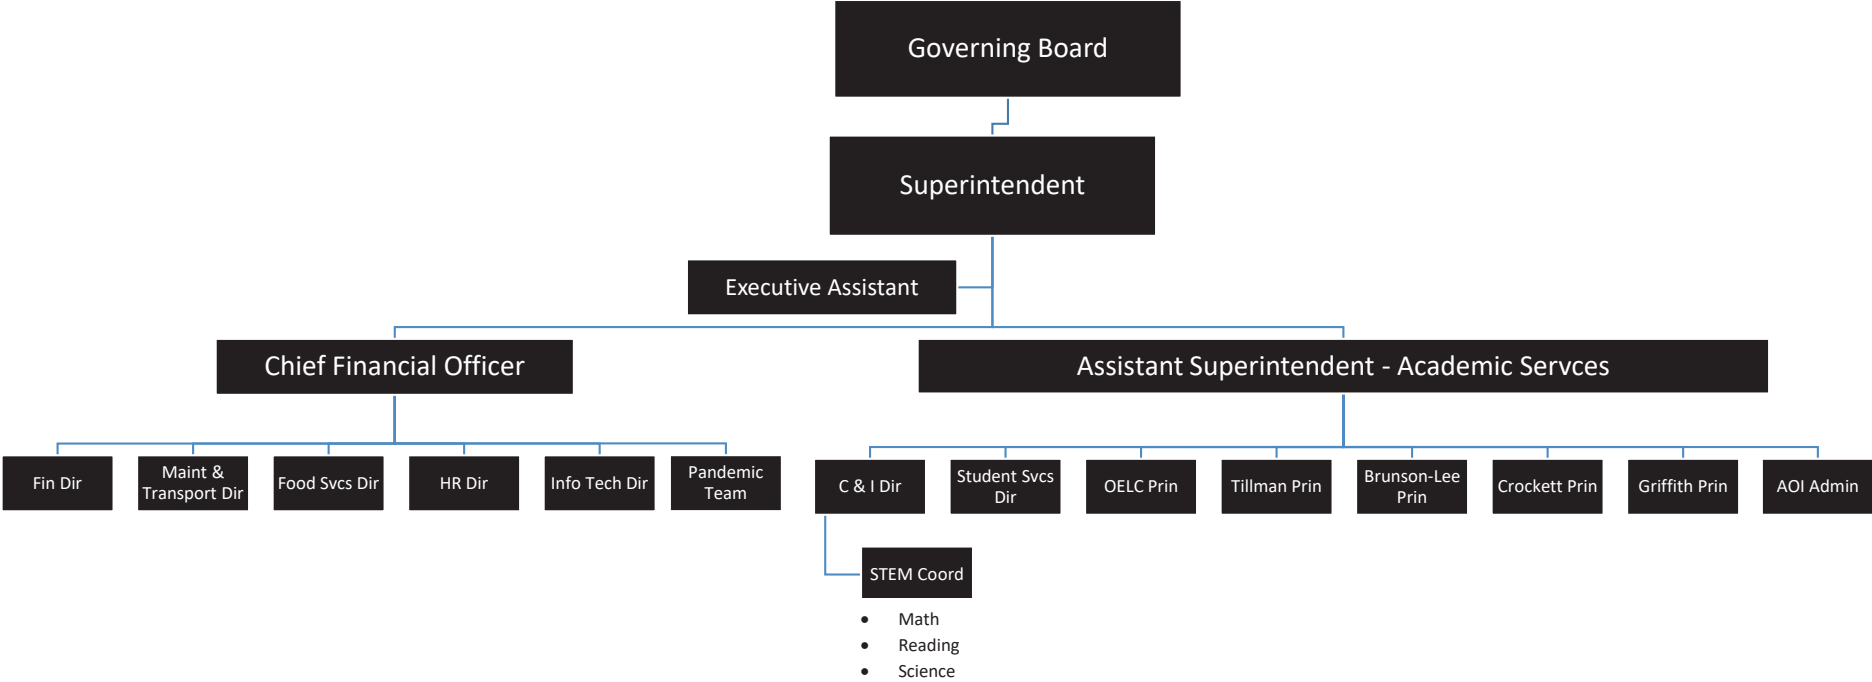 Governing Board
Superintendent
Executive Assistant
Chief Financial Officer
Assistant Superintendent - Academic Servces
Fin Dir
Maint &
Transport Dir
Food Svcs Dir
HR Dir
Info Tech Dir
Pandemic
Team
C & I Dir
Student Svcs
Dir
OELC Prin
Tillman Prin
Brunson-Lee
Prin
Crockett Prin
Griffith Prin
AOI Admin
STEM Coord
• Math
• Reading
• Science